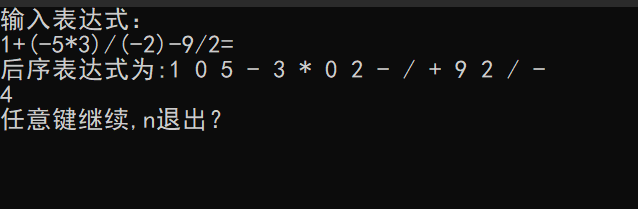 输入表达式：
1+(-5*3)/(-2)-9/2=
后序表达式为:1 0 5 - 3 * 0 2 - / + 9 2 / -
4
任意键继续,n退出？